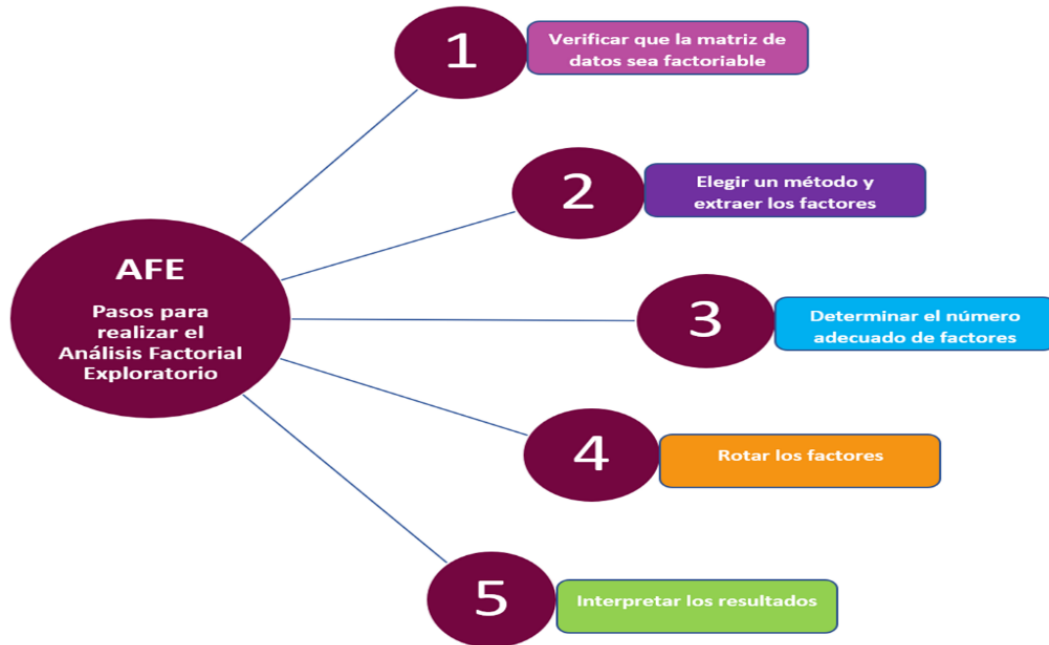 1
Verificar que la matriz de
datos sea factoriable
2
Elegir un método y
extraer los factores
AFE
Pasos para
realizar el
Análisis Factorial
Exploratorio
3
Determinar el número
adecuado de factores
4
Rotar los factores
5
Interpretar los resultados